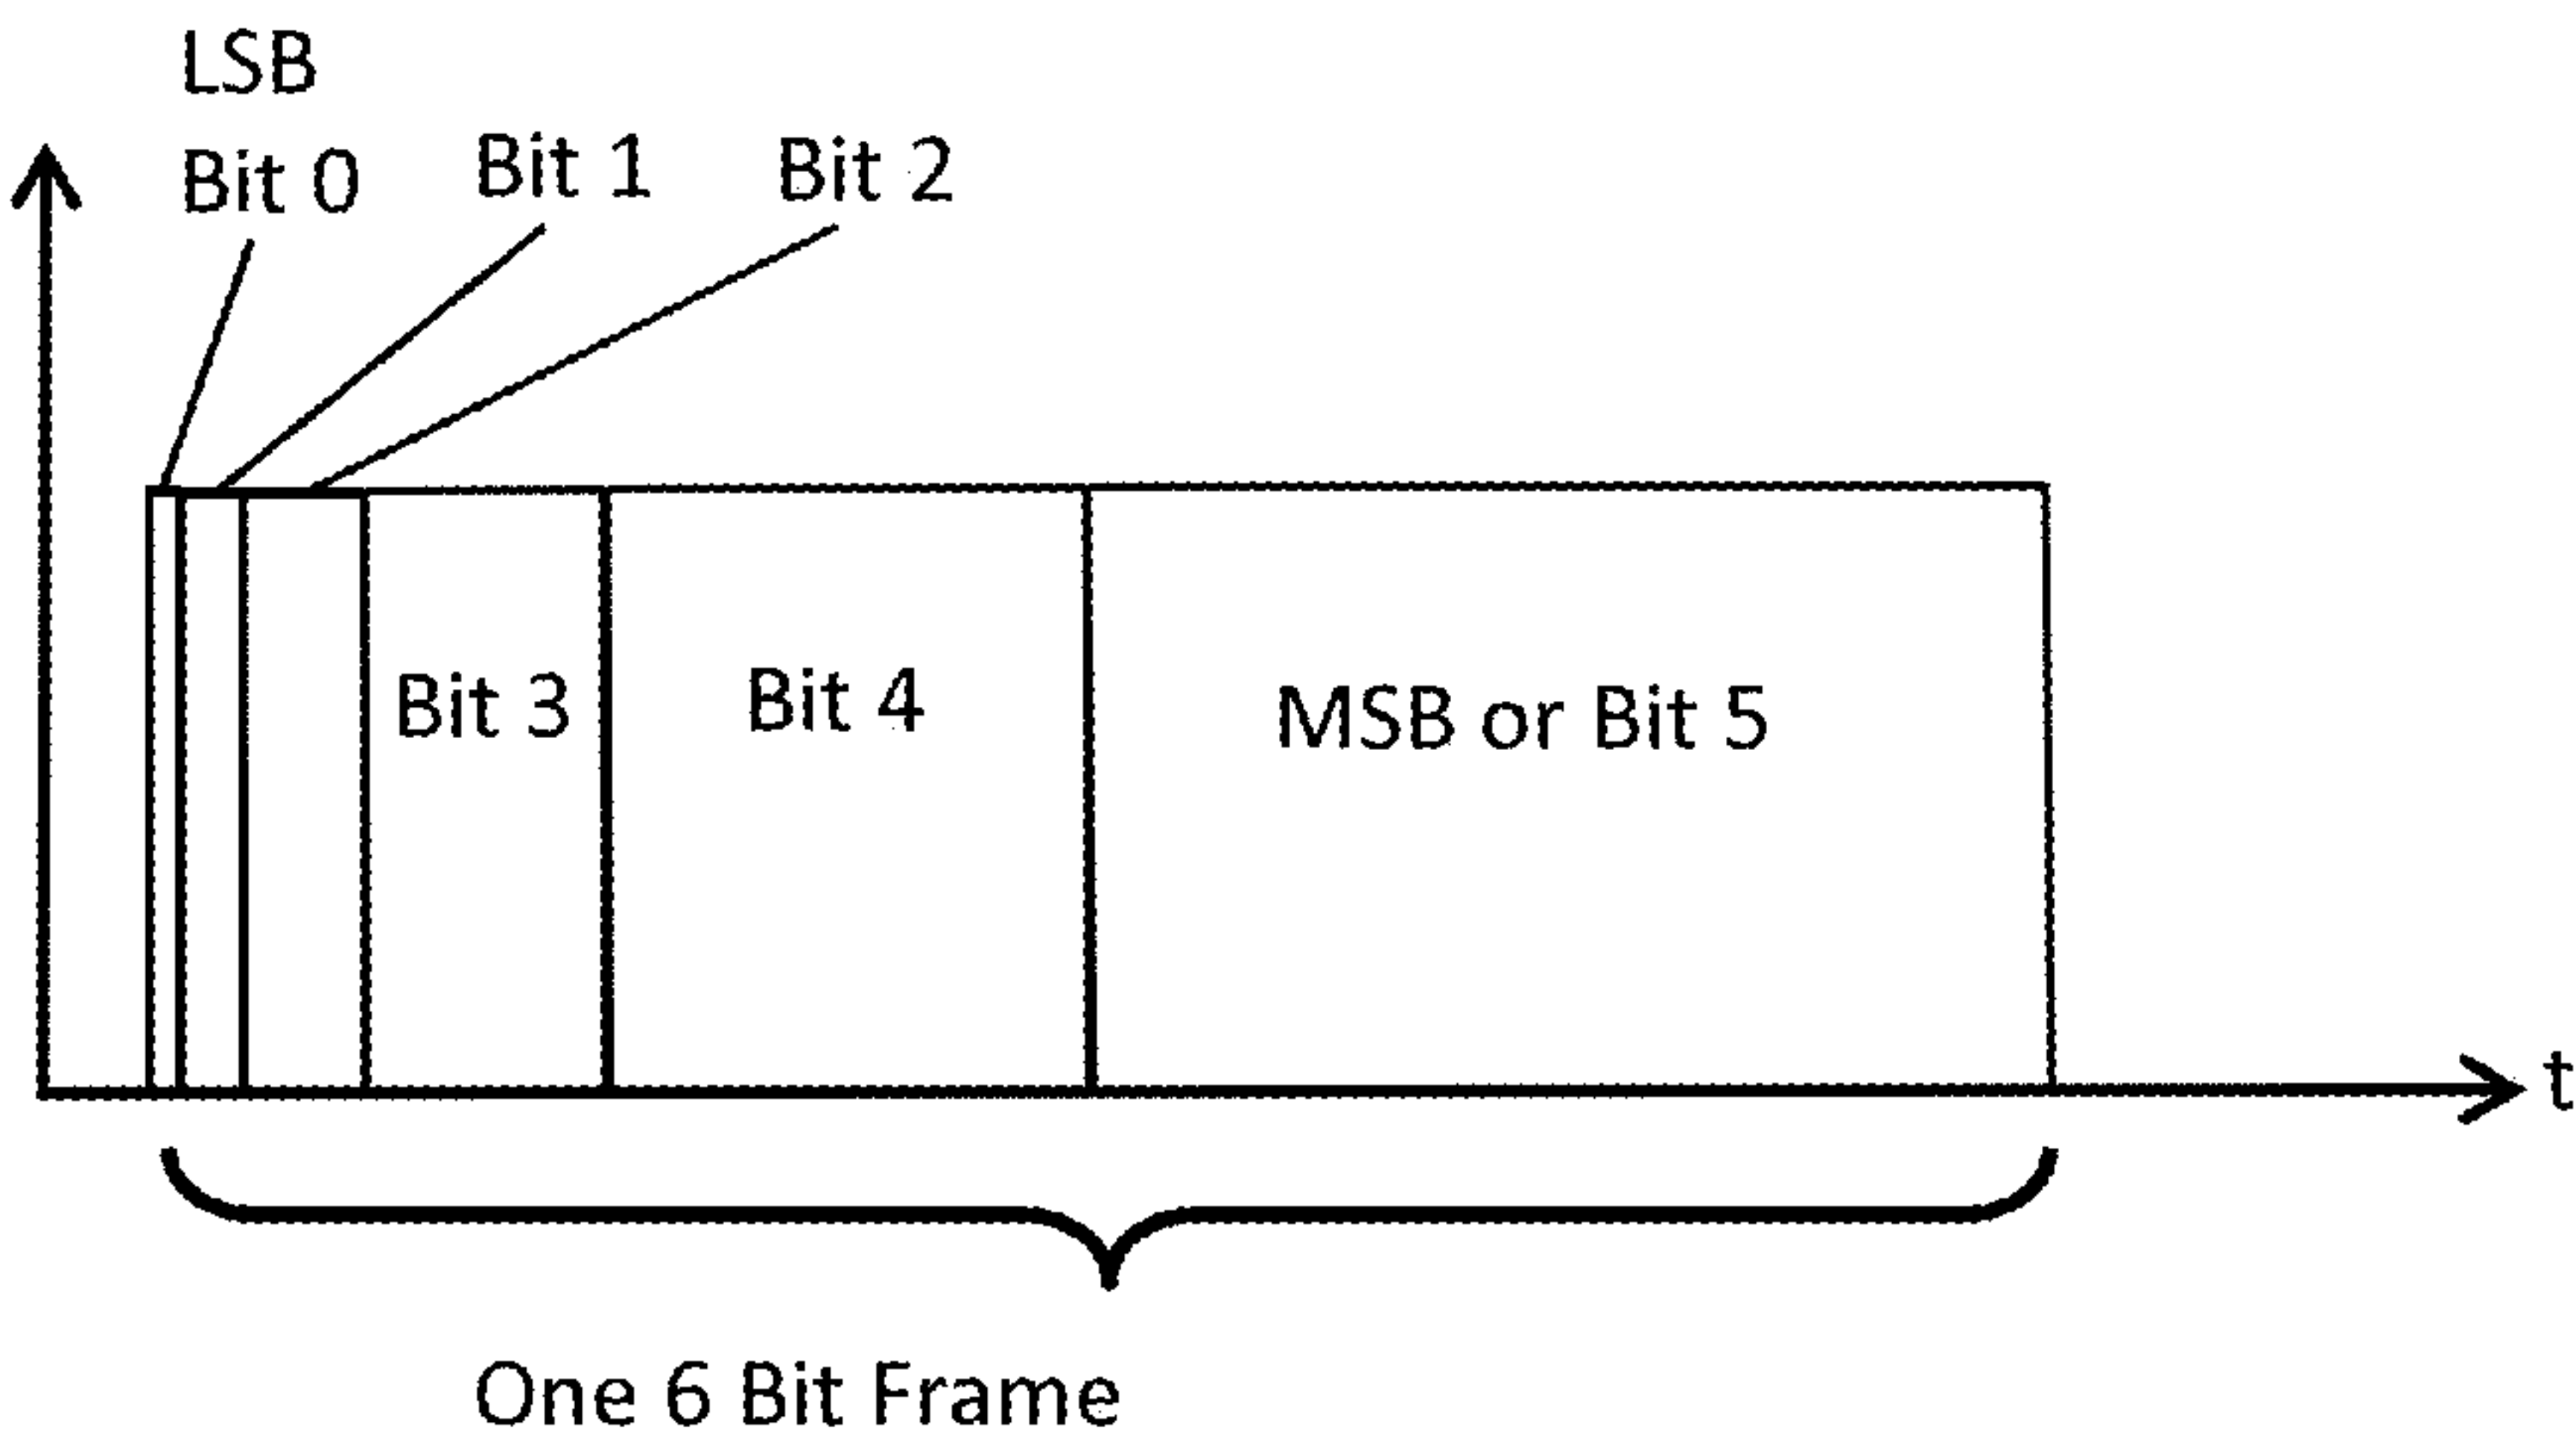 LSB
Bit 0
Bit 1
Bit 2
Bit 3
Bit 4
MSB or Bit 5
t
One 6 Bit Frame